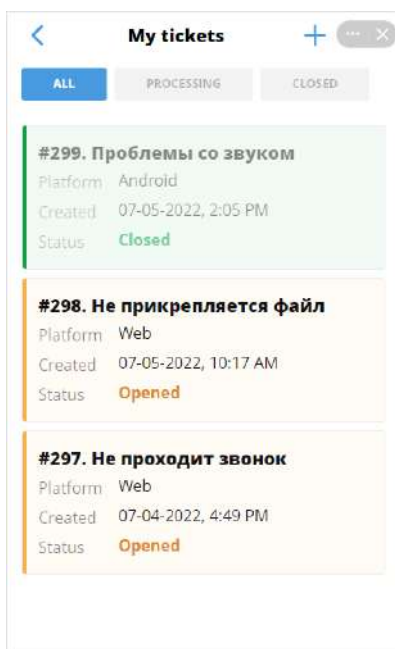 My tickets
ALL PROCESSING CLOSED
#299. Проблемы со звуком
Platform Android
Created 07-05-2022, 2:05 PM
Status Closed
#298. Не прикрепляется файл
Platform Web
Created 07-05-2022, 10:17 AM
Status Opened
#297. Не проходит звонок
Platform Web
Created 07-04-2022, 4:49 PM
Status Opened